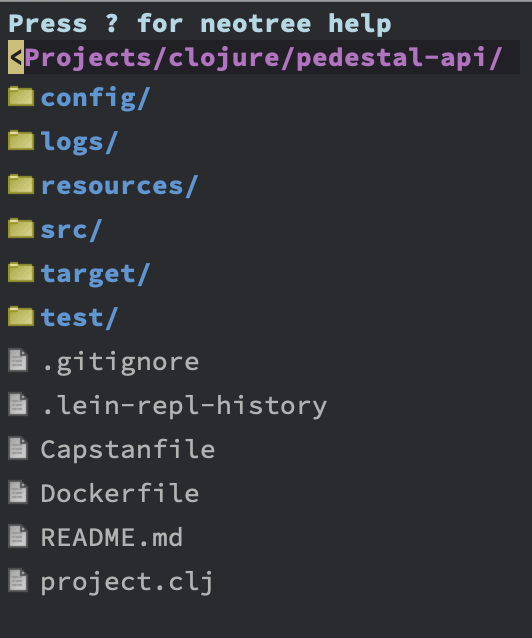 Press ? for neotree help
<Projects/clojure/pedestal-api/
config/
logs/
resources/
src/
target/
test/
.gitignore
.lein-repl-history
Capstanfile
Dockerfile
README.md
project.clj